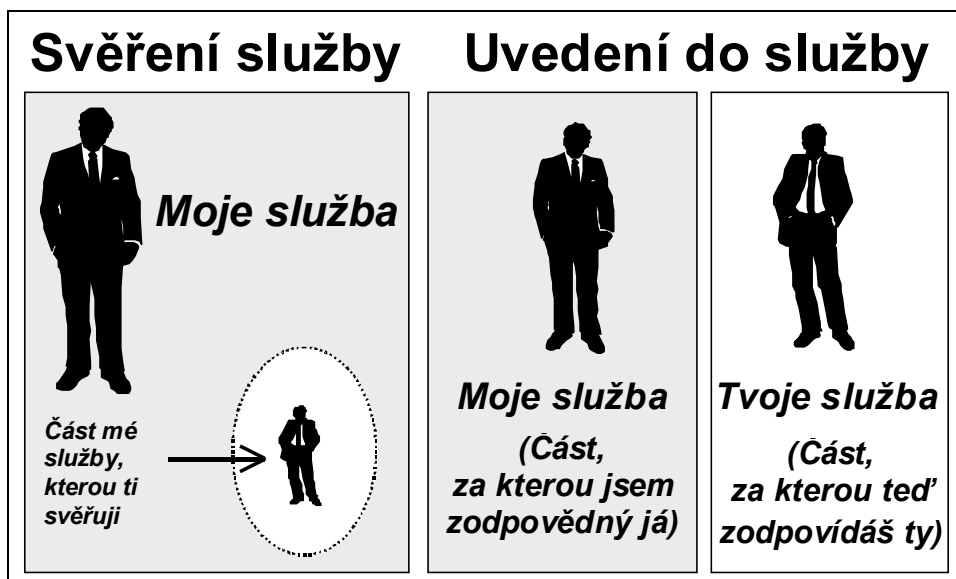 Svěření služby
Uvedení do služby
Moje služba
Část mé
služby,
kterou ti
svěřuji
Moje služba
(Část,
za kterou jsem
zodpovědný já)
Tvoje služba
(Část,
za kterou teď
zodpovídáš ty)